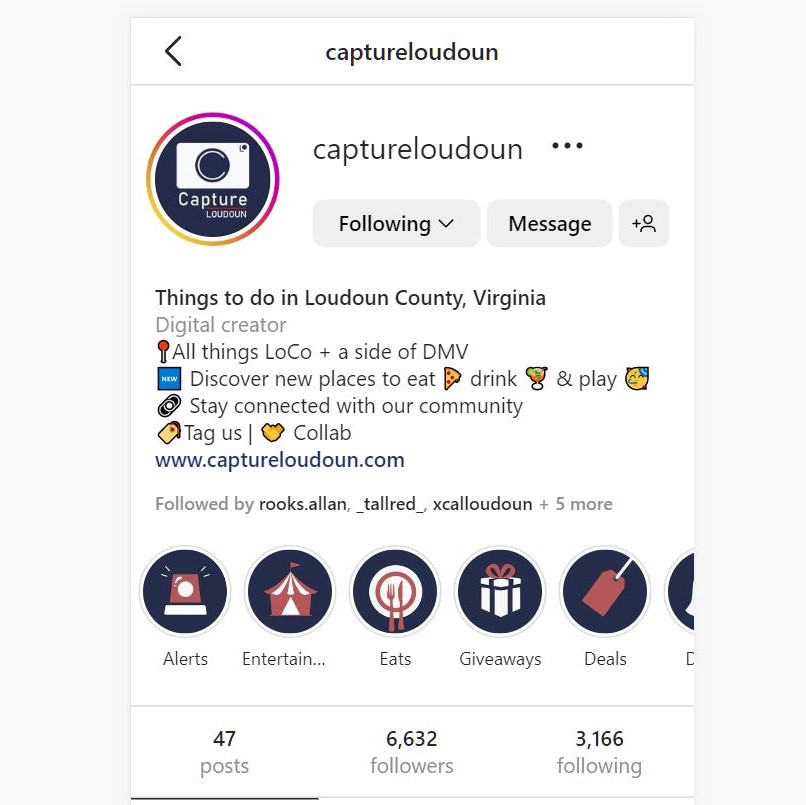 captureloudoun
captureloudoun
Capture
LOUDOUN
Following
Message
Things to do in Loudoun County, Virginia
Digital creator
📍All things LoCo + a side of DMV
🆕 Discover new places to eat 🍕 drink 🍹 & play 🥳
🔗 Stay connected with our community
🏷️Tag us | 🤝 Collab
www.captureloudoun.com
Followed by rooks.allan, _tallred_, xcalloudoun + 5 more
Alerts Entertain... Eats Giveaways Deals D
47 6,632 3,166
posts followers following